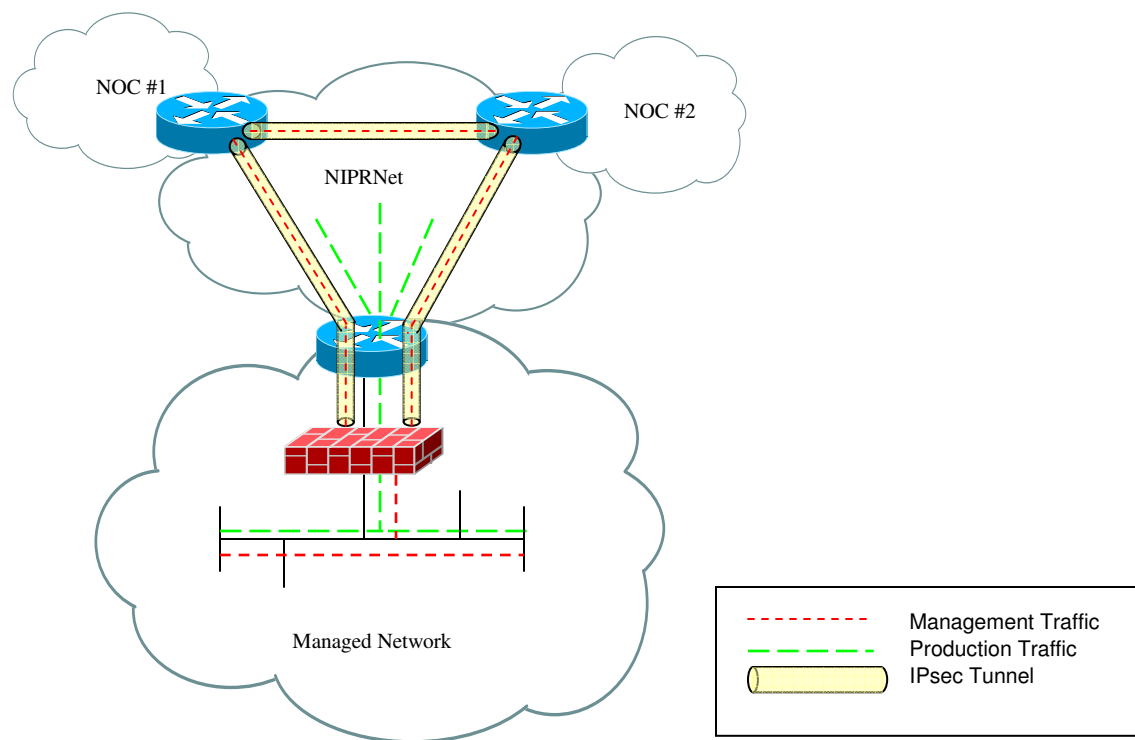 NOC #1
NOC #2
NIPRNet
Managed Network
Management Traffic
Production Traffic
IPsec Tunnel